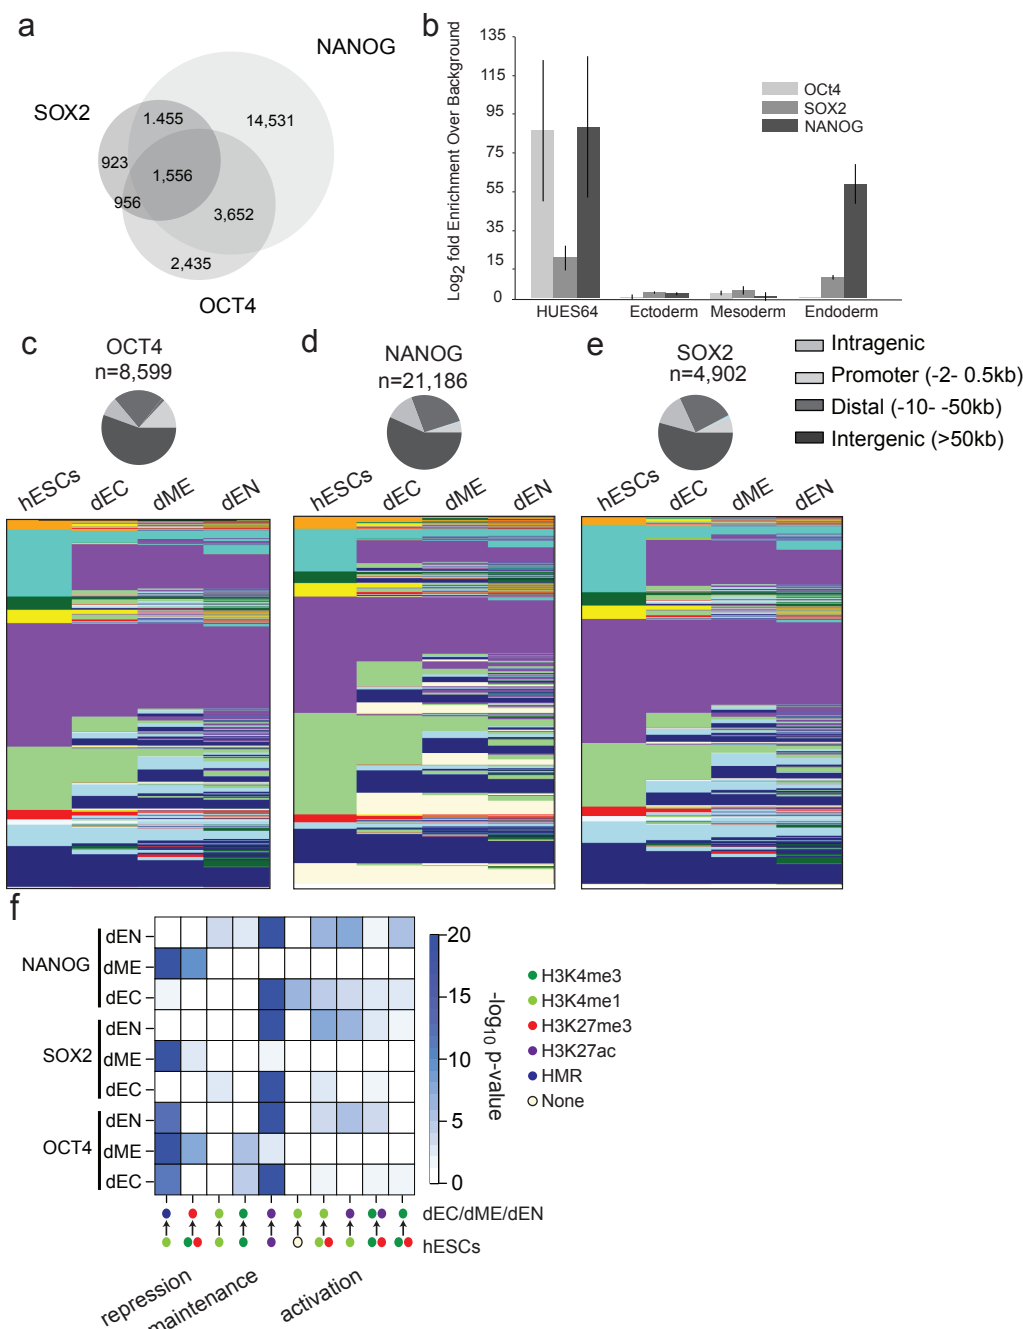 a
NANOG
SOX2
1.455
14,531
923
1,556
956
3,652
2,435
OCT4
b
Log2 fold Enrichment Over Background
135
115
95
75
55
35
15
0
OCt4
SOX2
NANOG
HUES64
Ectoderm
Mesoderm
Endoderm
c
OCT4
n=8,599
d
NANOG
n=21,186
e
SOX2
n=4,902
Intragenic
Promoter (-2- 0.5kb)
Distal (-10- -50kb)
Intergenic (>50kb)
hESCs dEC dME dEN
hESCs dEC dME dEN
hESCs dEC dME dEN
f
NANOG
dEN
dME
dEC
SOX2
dEN
dME
dEC
OCT4
dEN
dME
dEC
20
15
10
5
0
-log10 p-value
H3K4me3
H3K4me1
H3K27me3
H3K27ac
HMR
None
dEC/dME/dEN
hESCs
repression
maintenance
activation